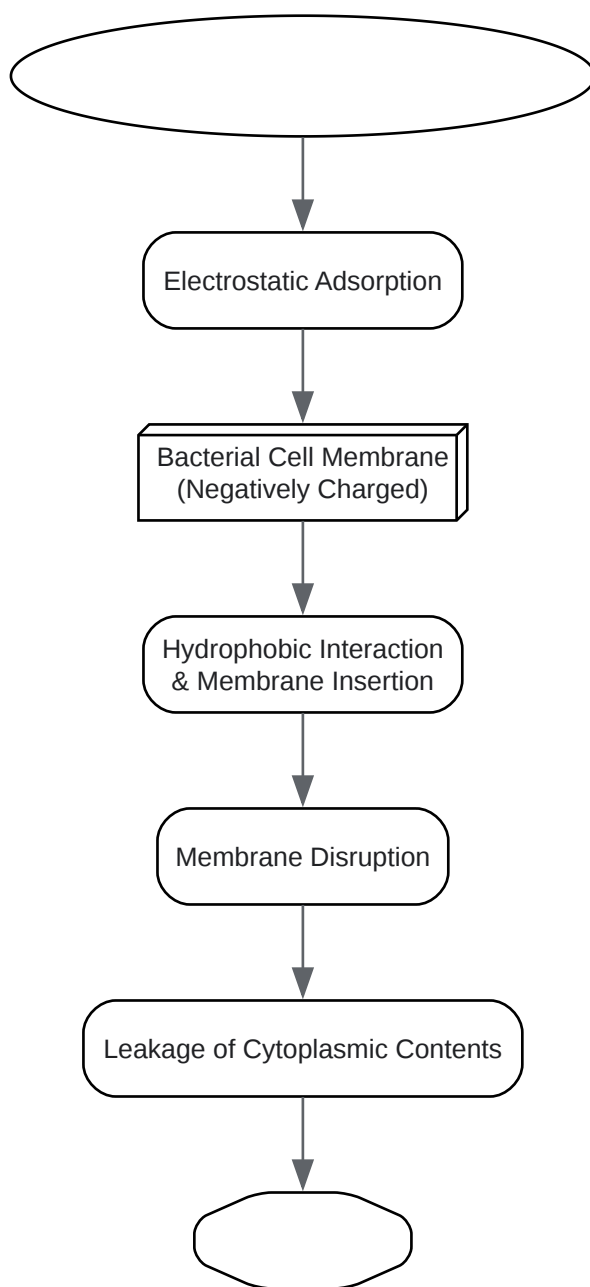 Electrostatic Adsorption
Bacterial Cell Membrane
(Negatively Charged)
Hydrophobic Interaction
& Membrane Insertion
Membrane Disruption
Leakage of Cytoplasmic Contents